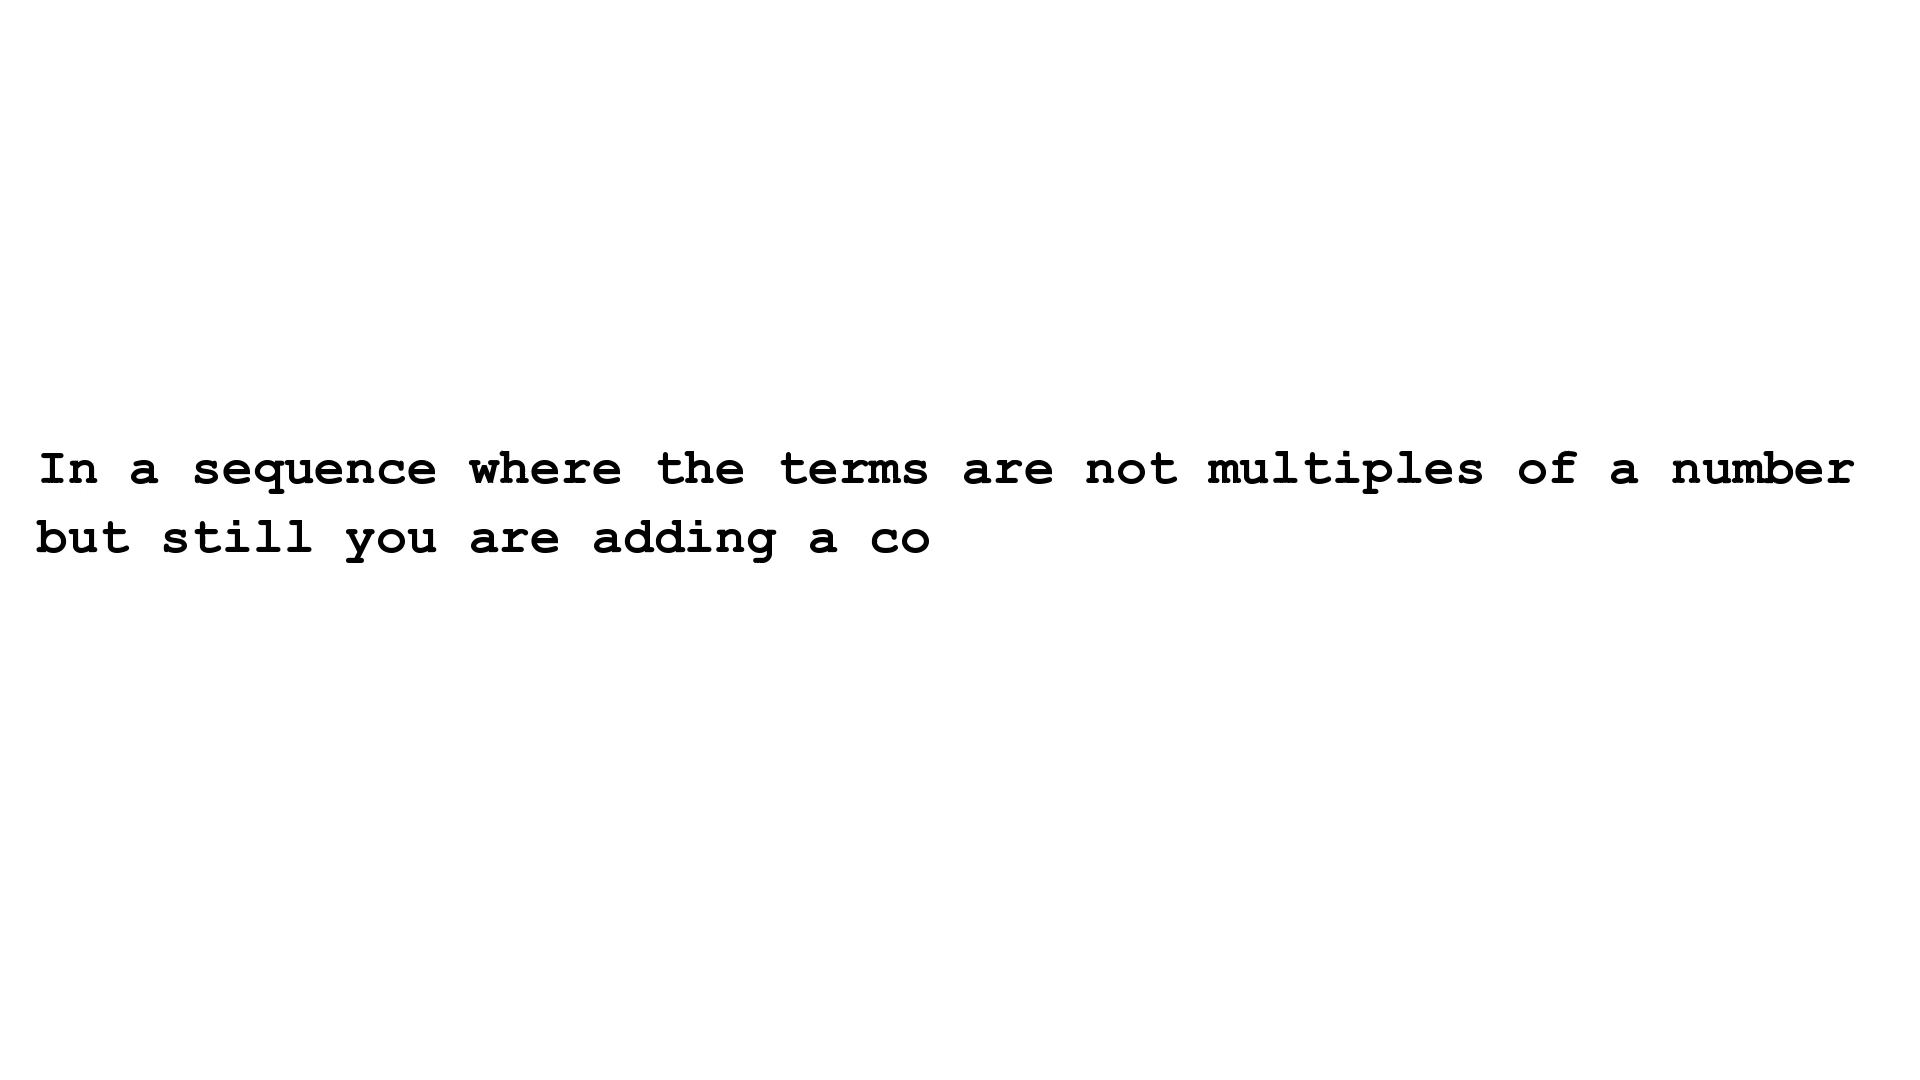 In a sequence where the terms are not multiples of a number
but still you are adding a co